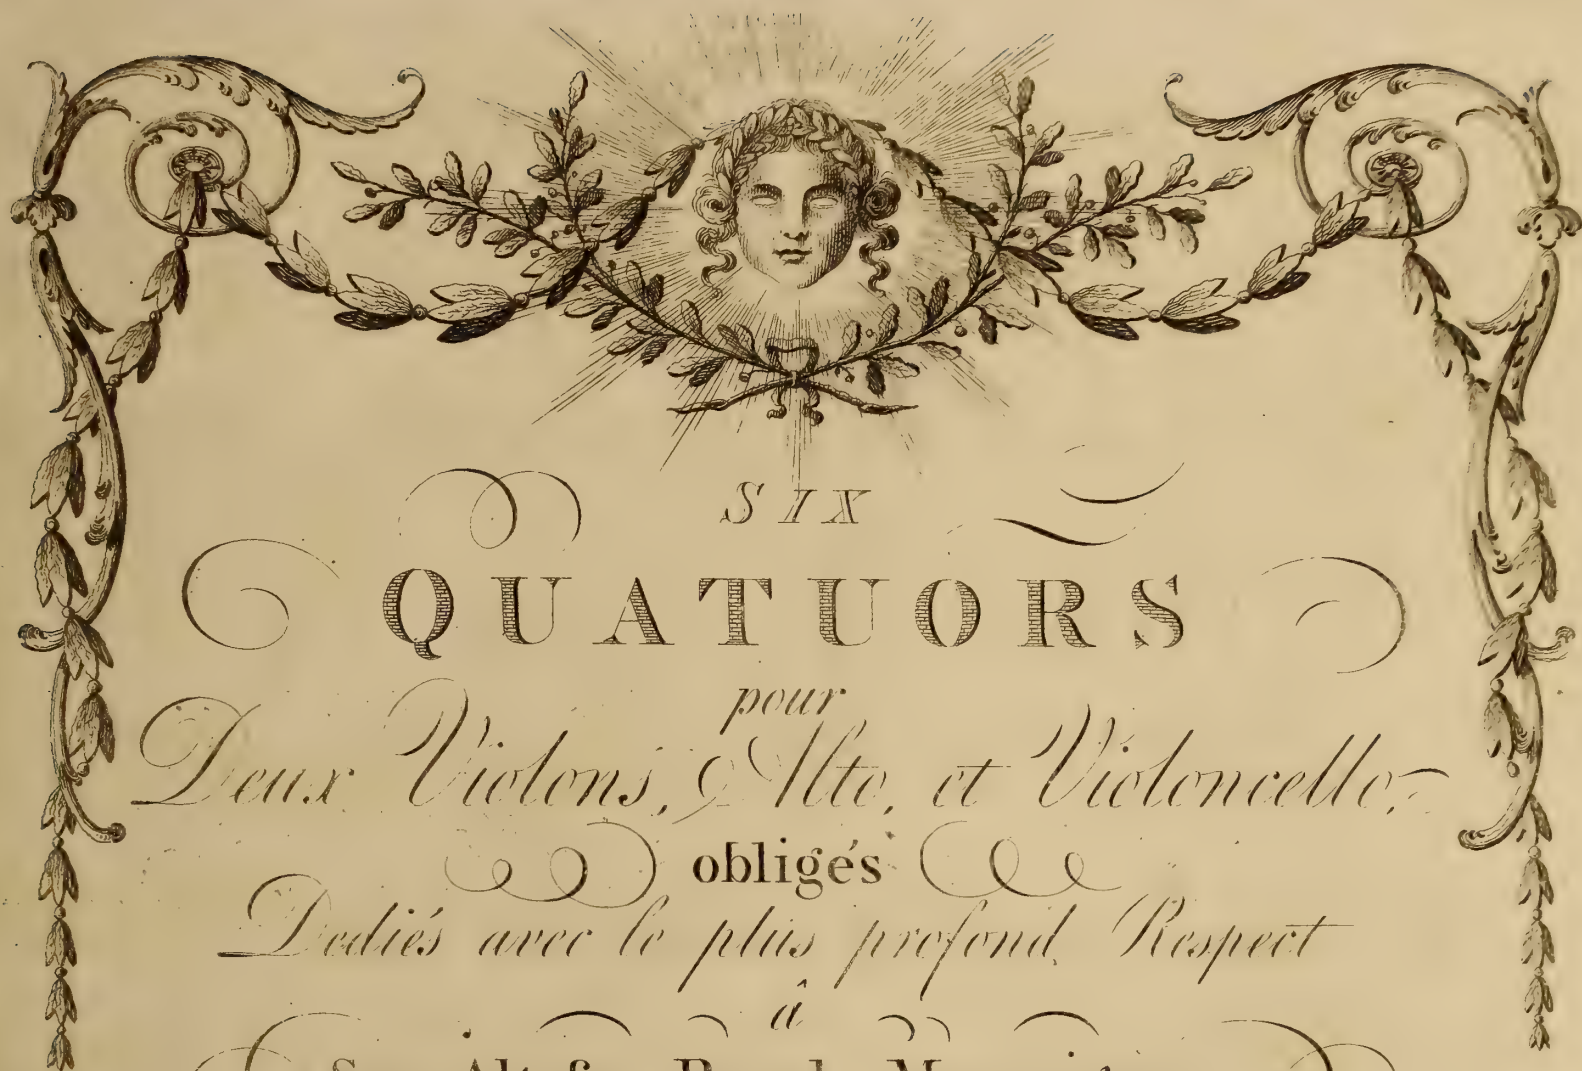 SIX
QUATUORS
pour
Deux Violons, Alto, et Violoncello,
obligés
Dediés avec le plus profond Respect
â